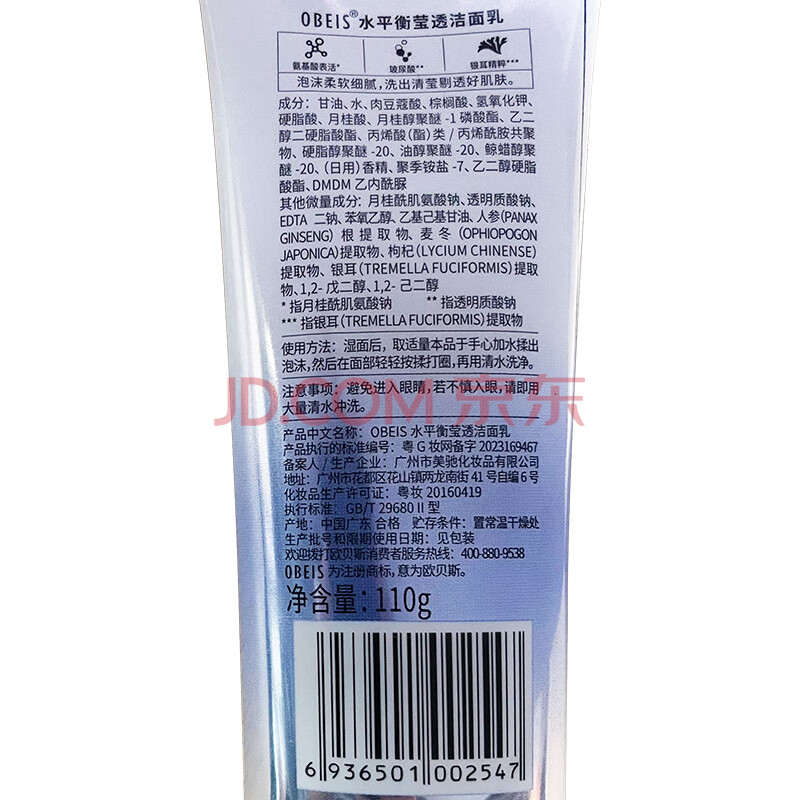 OBEIS®水平衡莹透洁面乳
氨基酸表活* 玻尿酸** 银耳精粹***
泡沫柔软细腻,洗出清莹剔透好肌肤。
成分：甘油、水、肉豆蔻酸、棕榈酸、氢氧化钾、
硬脂酸、月桂酸、月桂醇聚醚-1磷酸酯、乙二
醇二硬脂酸酯、丙烯酸(酯)类/丙烯酰胺共聚
物、硬脂醇聚醚-20、油醇聚醚-20、鲸蜡醇聚
醚-20、(日用)香精、聚季铵盐-7、乙二醇硬脂
酸酯、DMDM乙内酰脲
其他微量成分：月桂酰肌氨酸钠、透明质酸钠、
EDTA 二钠、苯氧乙醇、乙基己基甘油、人参(PANAX
GINSENG)根提取物、麦冬(OPHIOPOGON
JAPONICA)提取物、枸杞(LYCIUM CHINENSE)
提取物、银耳(TREMELLA FUCIFORMIS)提取
物、1,2-戊二醇、1,2-己二醇
* 指月桂酰肌氨酸钠 ** 指透明质酸钠
*** 指银耳(TREMELLA FUCIFORMIS)提取物
使用方法：湿面后，取适量本品于手心加水揉出
泡沫,然后在面部轻轻按揉打圈,再用清水洗净。
注意事项：避免进入眼睛,若不慎入眼,请即用
大量清水冲洗。
JD.COM 京东
产品中文名称：OBEIS 水平衡莹透洁面乳
产品执行的标准编号：粤G妆网备字2023169467
备案人/生产企业：广州市美驰化妆品有限公司
地址：广州市花都区花山镇两龙南街41号自编6号
化妆品生产许可证：粤妆20160419
执行标准：GB/T 29680 II型
产地：中国广东 合格 贮存条件：置常温干燥处
生产批号和限期使用日期：见包装
欢迎拨打欧贝斯消费者服务热线：400-880-9538
OBEIS为注册商标，意为欧贝斯。
净含量：110g
6 936501 002547